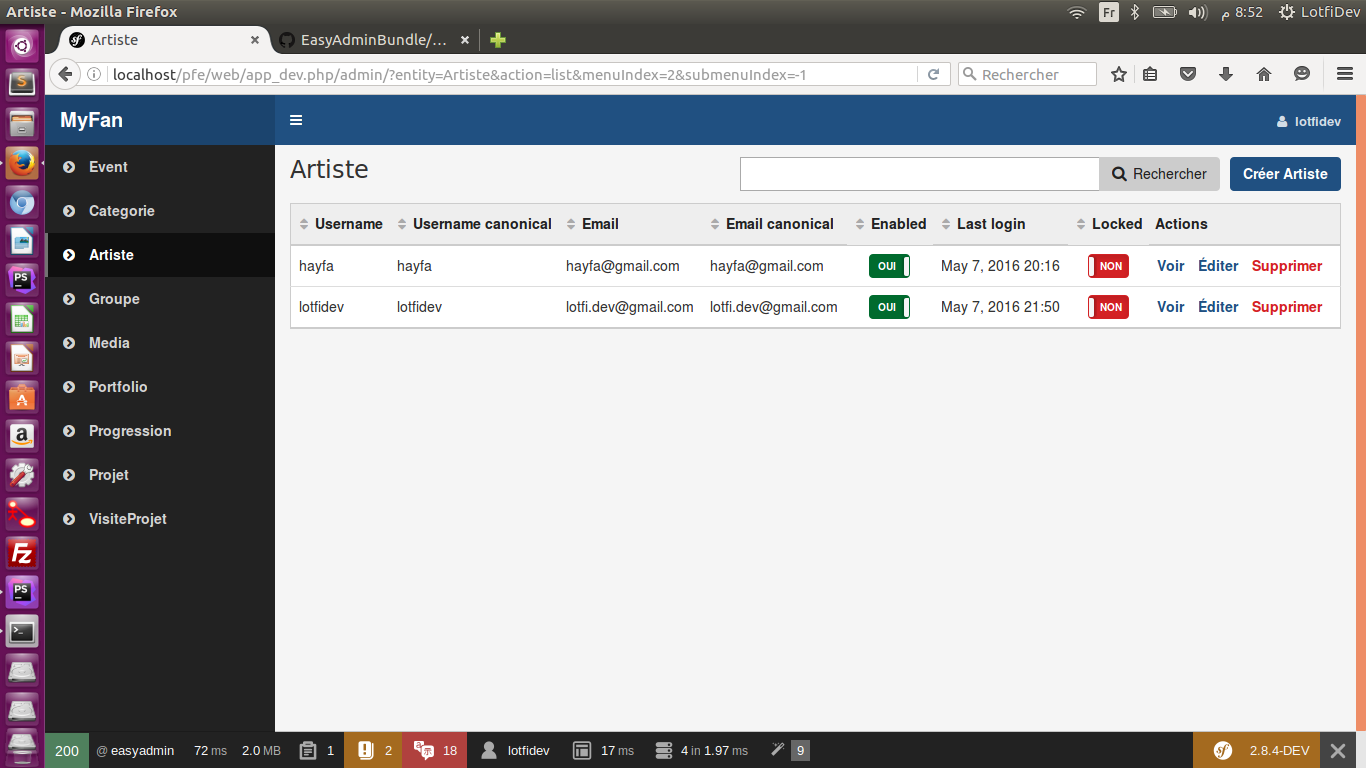 Artiste - Mozilla Firefox
Fr
8:52 م
LotfiDev
Artiste
EasyAdminBundle/...
localhost/pfe/web/app_dev.php/admin/?entity=Artiste&action=list&menuIndex=2&submenuIndex=-1
Rechercher
MyFan
lotfidev
Event
Categorie
Artiste
Groupe
Media
Portfolio
Progression
Projet
VisiteProjet
Artiste
Rechercher
Créer Artiste
Username Username canonical Email Email canonical Enabled Last login Locked Actions
hayfa hayfa hayfa@gmail.com hayfa@gmail.com OUI May 7, 2016 20:16 NON Voir Éditer Supprimer
lotfidev lotfidev lotfi.dev@gmail.com lotfi.dev@gmail.com OUI May 7, 2016 21:50 NON Voir Éditer Supprimer
200 @ easyadmin 72 ms 2.0 MB 1 2 18 lotfidev 17 ms 4 in 1.97 ms 9 2.8.4-DEV